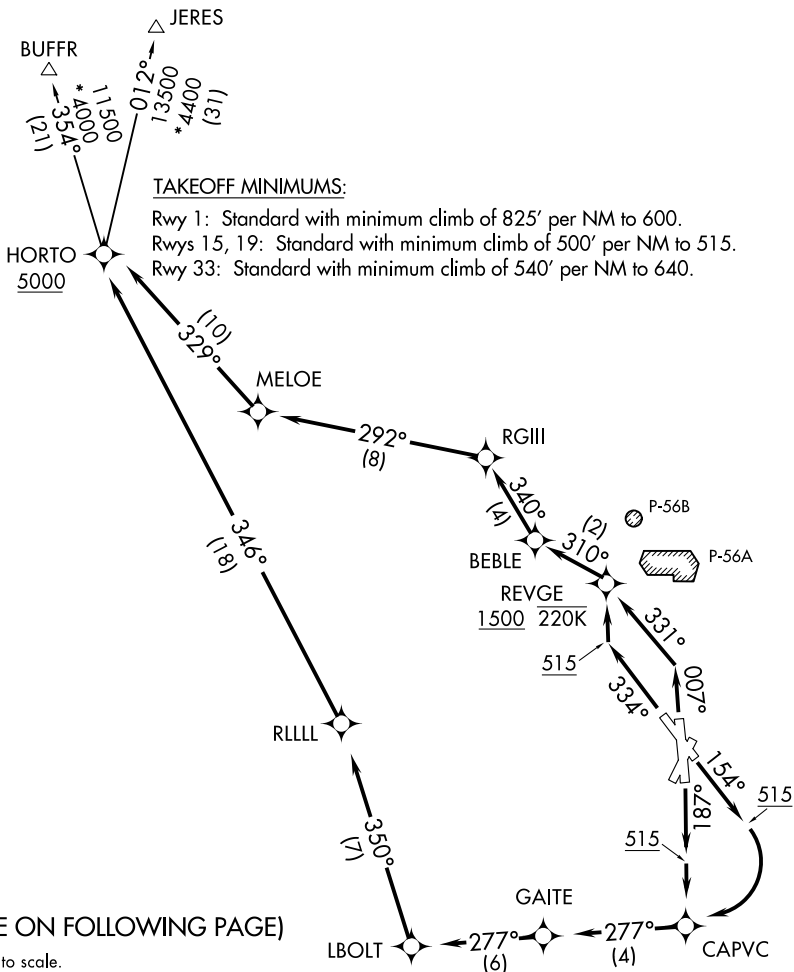 JERES
BUFFR
012°
13500
*4400
(31)
11500
*4000
354°
(21)
TAKEOFF MINIMUMS:
Rwy 1: Standard with minimum climb of 825' per NM to 600.
Rwys 15, 19: Standard with minimum climb of 500' per NM to 515.
Rwy 33: Standard with minimum climb of 540' per NM to 640.
HORTO
5000
(10)
329°
MELOE
292°
(8)
RGIII
340°
(4)
P-56B
(2)
310°
P-56A
BEBLE
REVGE
1500 220K
346°
(18)
331°
515
334°
007°
RLLLL
154°
187°
515
515
350°
(7)
GAITE
E ON FOLLOWING PAGE)
LBOLT
277°
(6)
277°
(4)
CAPVC
to scale.